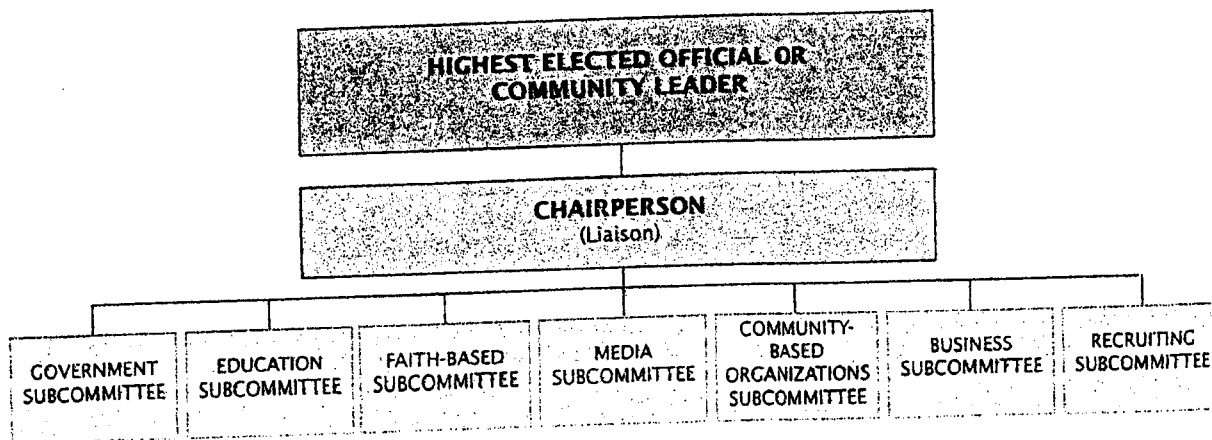 HIGHEST ELECTED OFFICIAL OR
COMMUNITY LEADER
CHAIRPERSON
(Liaison)
GOVERNMENT
SUBCOMMITTEE
EDUCATION
SUBCOMMITTEE
FAITH-BASED
SUBCOMMITTEE
MEDIA
SUBCOMMITTEE
COMMUNITY-
BASED
ORGANIZATIONS
SUBCOMMITTEE
BUSINESS
SUBCOMMITTEE
RECRUITING
SUBCOMMITTEE